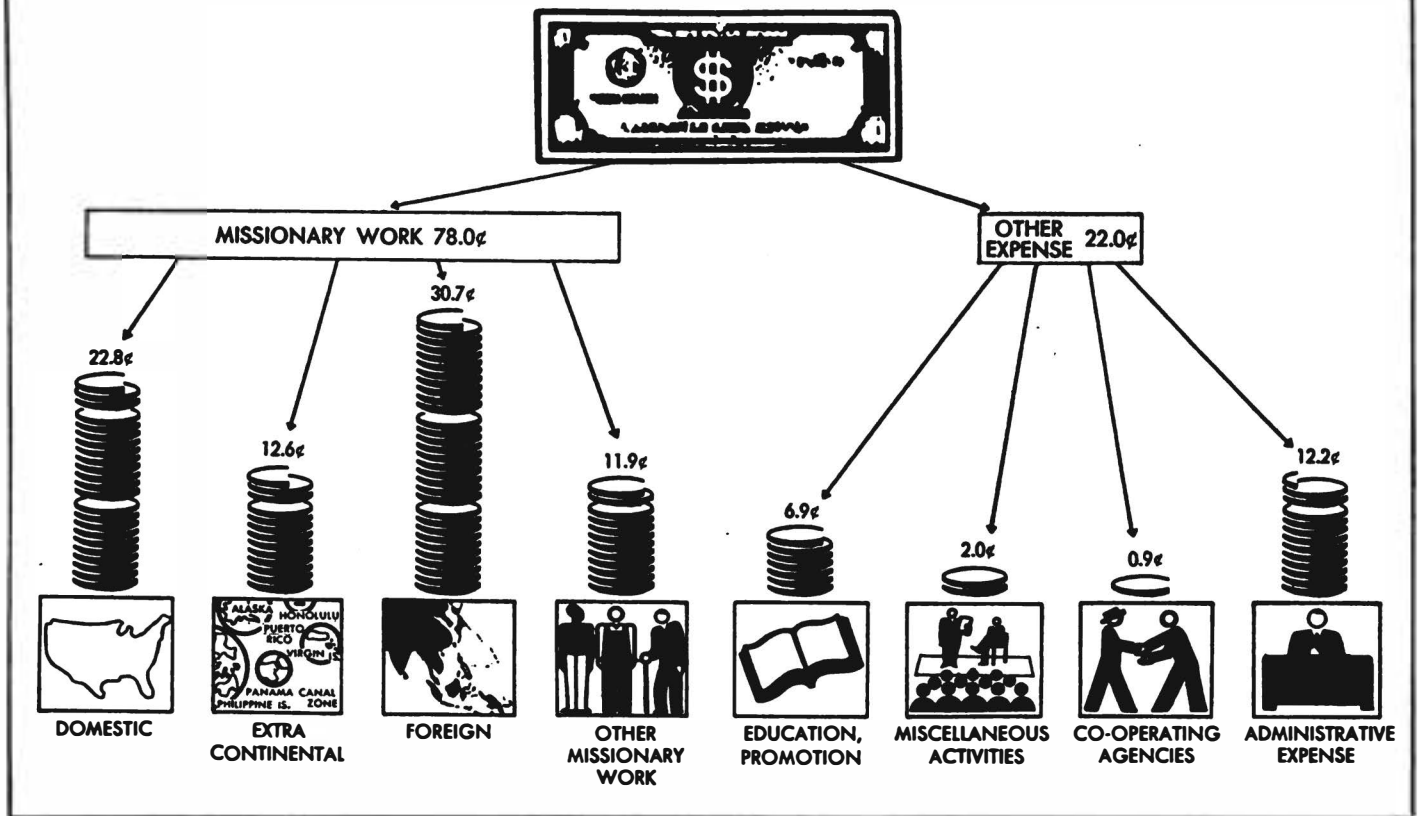 $
MISSIONARY WORK 78.0¢
OTHER
EXPENSE 22.0¢
22.8¢
12.6¢
30.7¢
11.9¢
6.9¢
2.0¢
0.9¢
12.2¢
ALASKA
HONOLULU
PUERTO
RICO
VIRGIN IS.
PANAMA CANAL
PHILIPPINE IS. ZONE
DOMESTIC
EXTRA
CONTINENTAL
FOREIGN
OTHER
MISSIONARY
WORK
EDUCATION,
PROMOTION
MISCELLANEOUS
ACTIVITIES
CO-OPERATING
AGENCIES
ADMINISTRATIVE
EXPENSE